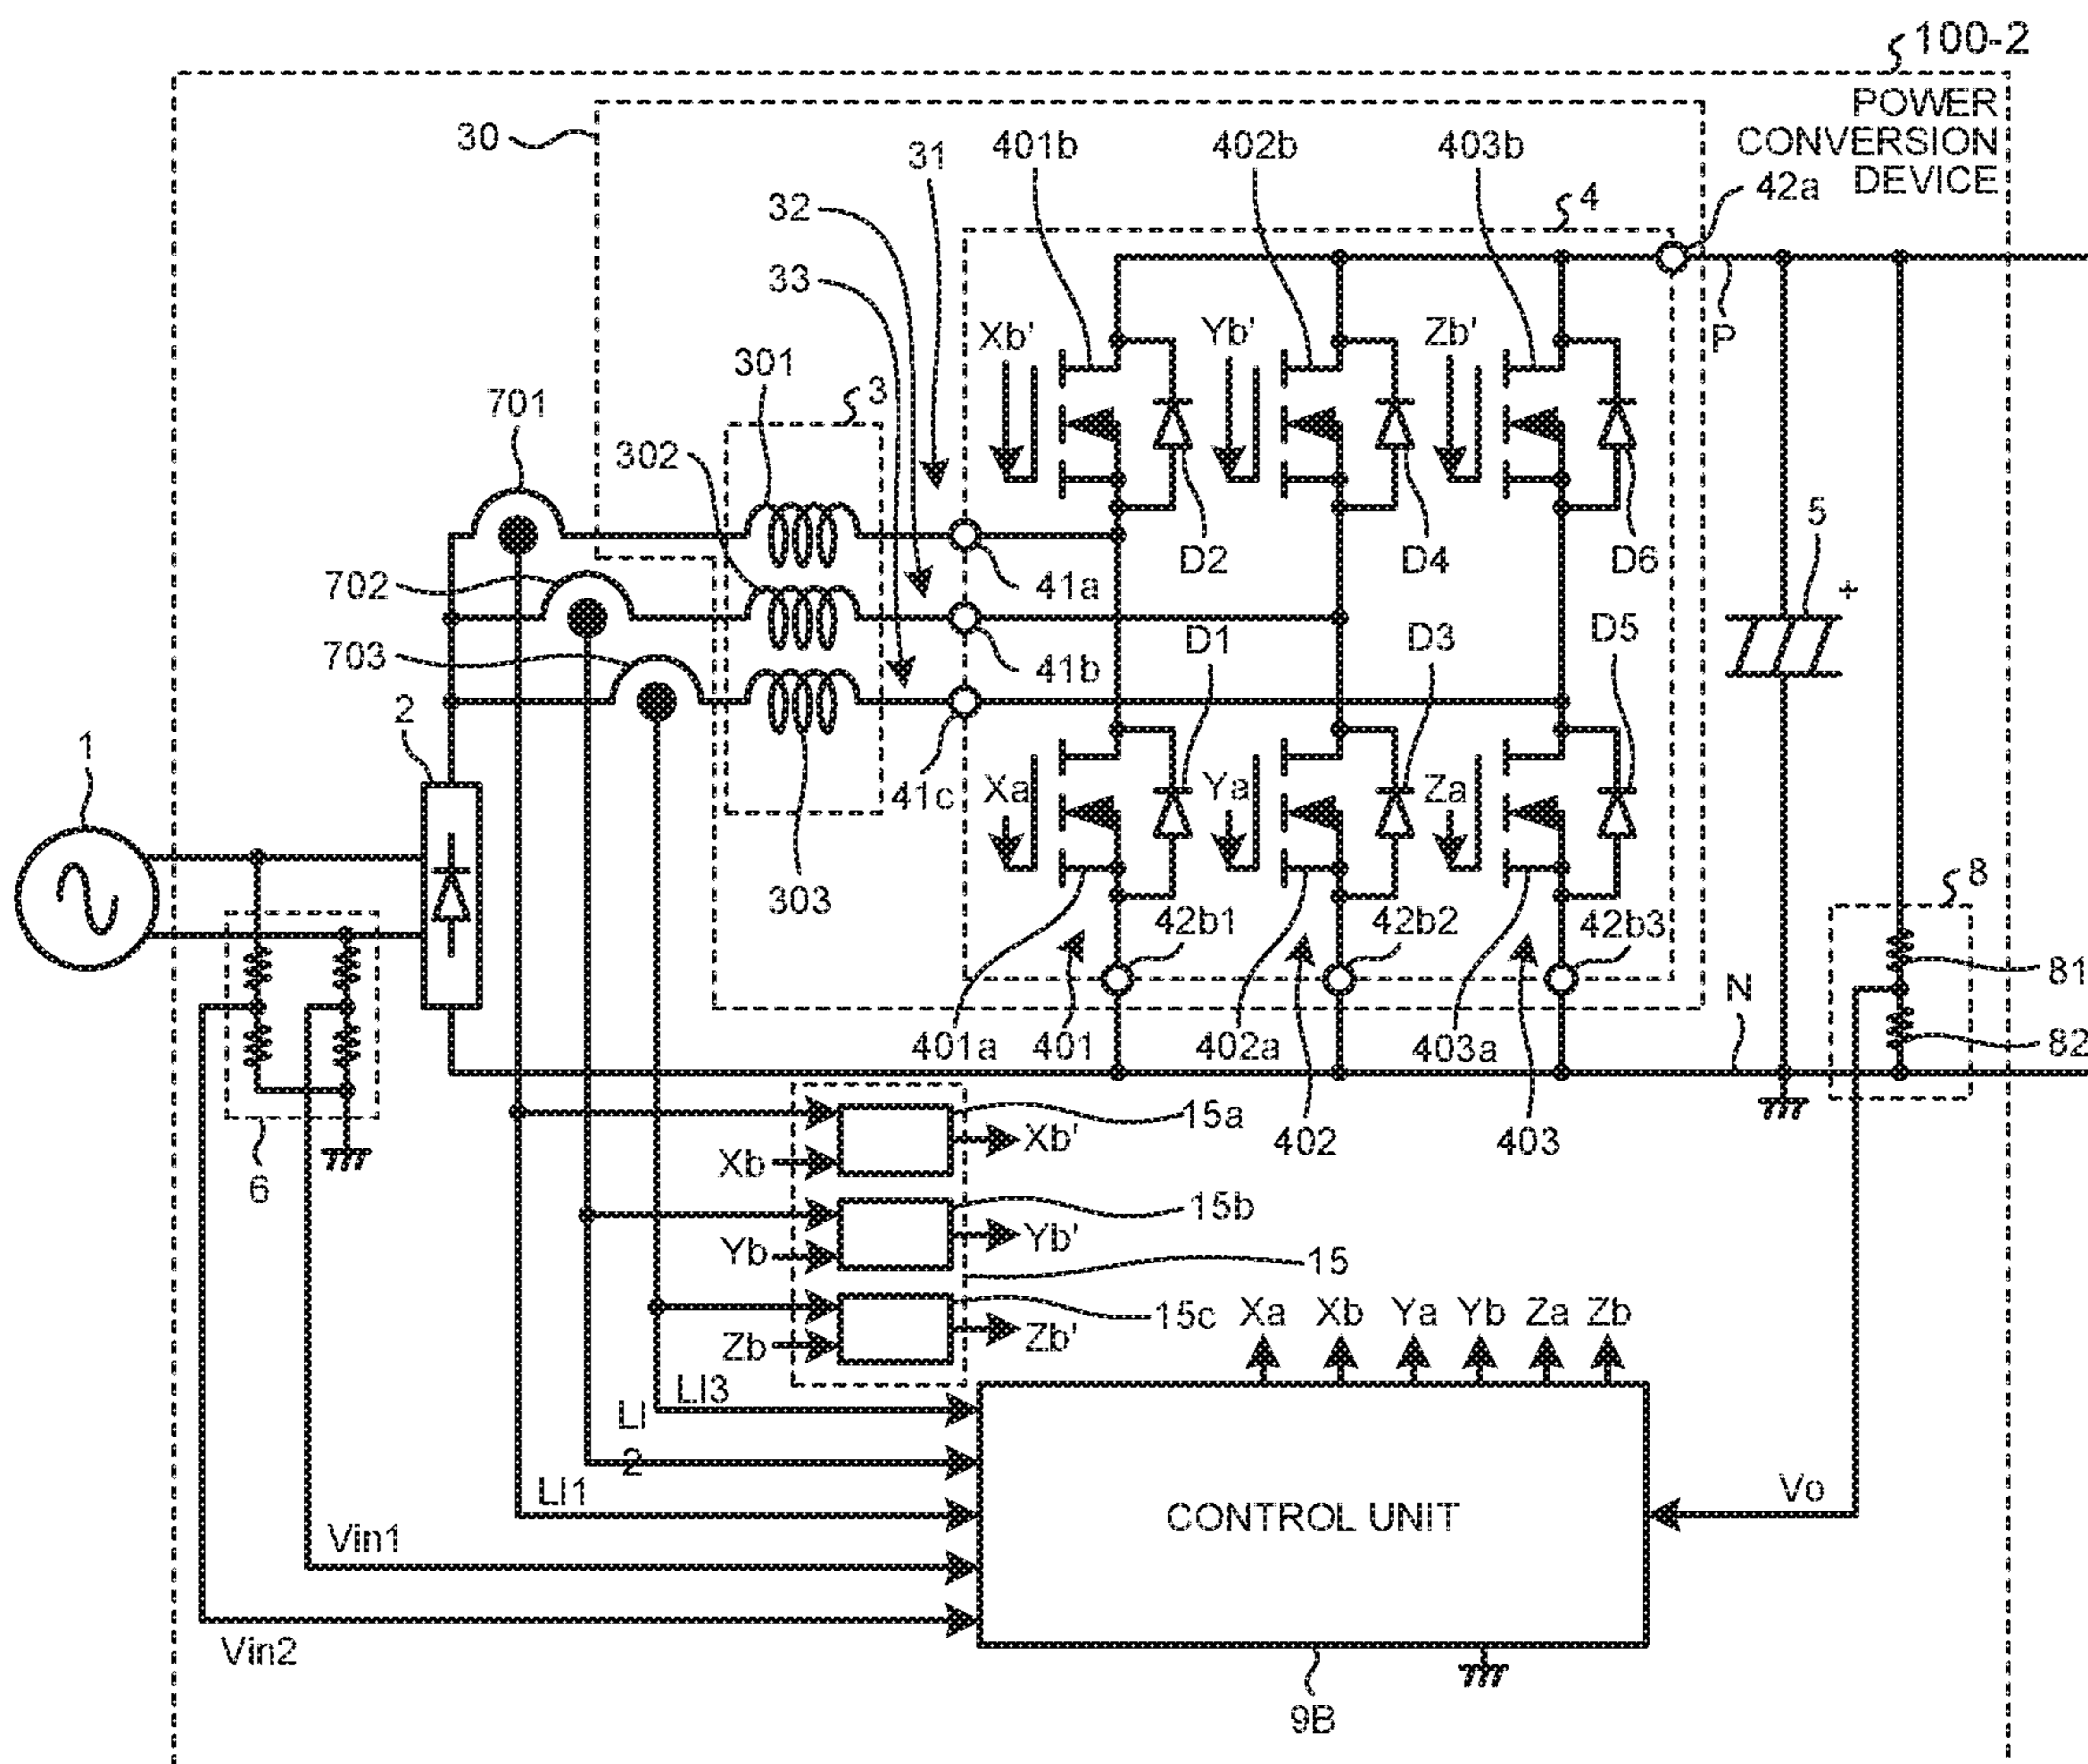 100-2
POWER
CONVERSION
DEVICE
30
31
401b
402b
403b
42a
32
4
33
Xb'
Yb'
Zb'
P
301
3
701
302
5
+
D2
D4
D6
702
41a
D1
D3
D5
703
41b
2
1
41c
Xa
Ya
Za
303
42b1
42b2
42b3
8
81
N
401a
401
402a
403a
82
15a
402
403
Xb
Xb'
6
15b
Yb
Yb'
15
15c
Xa
Xb
Ya
Yb
Za
Zb
Zb
Zb'
LI3
LI
2
LI1
Vo
CONTROL UNIT
Vin1
Vin2
9B